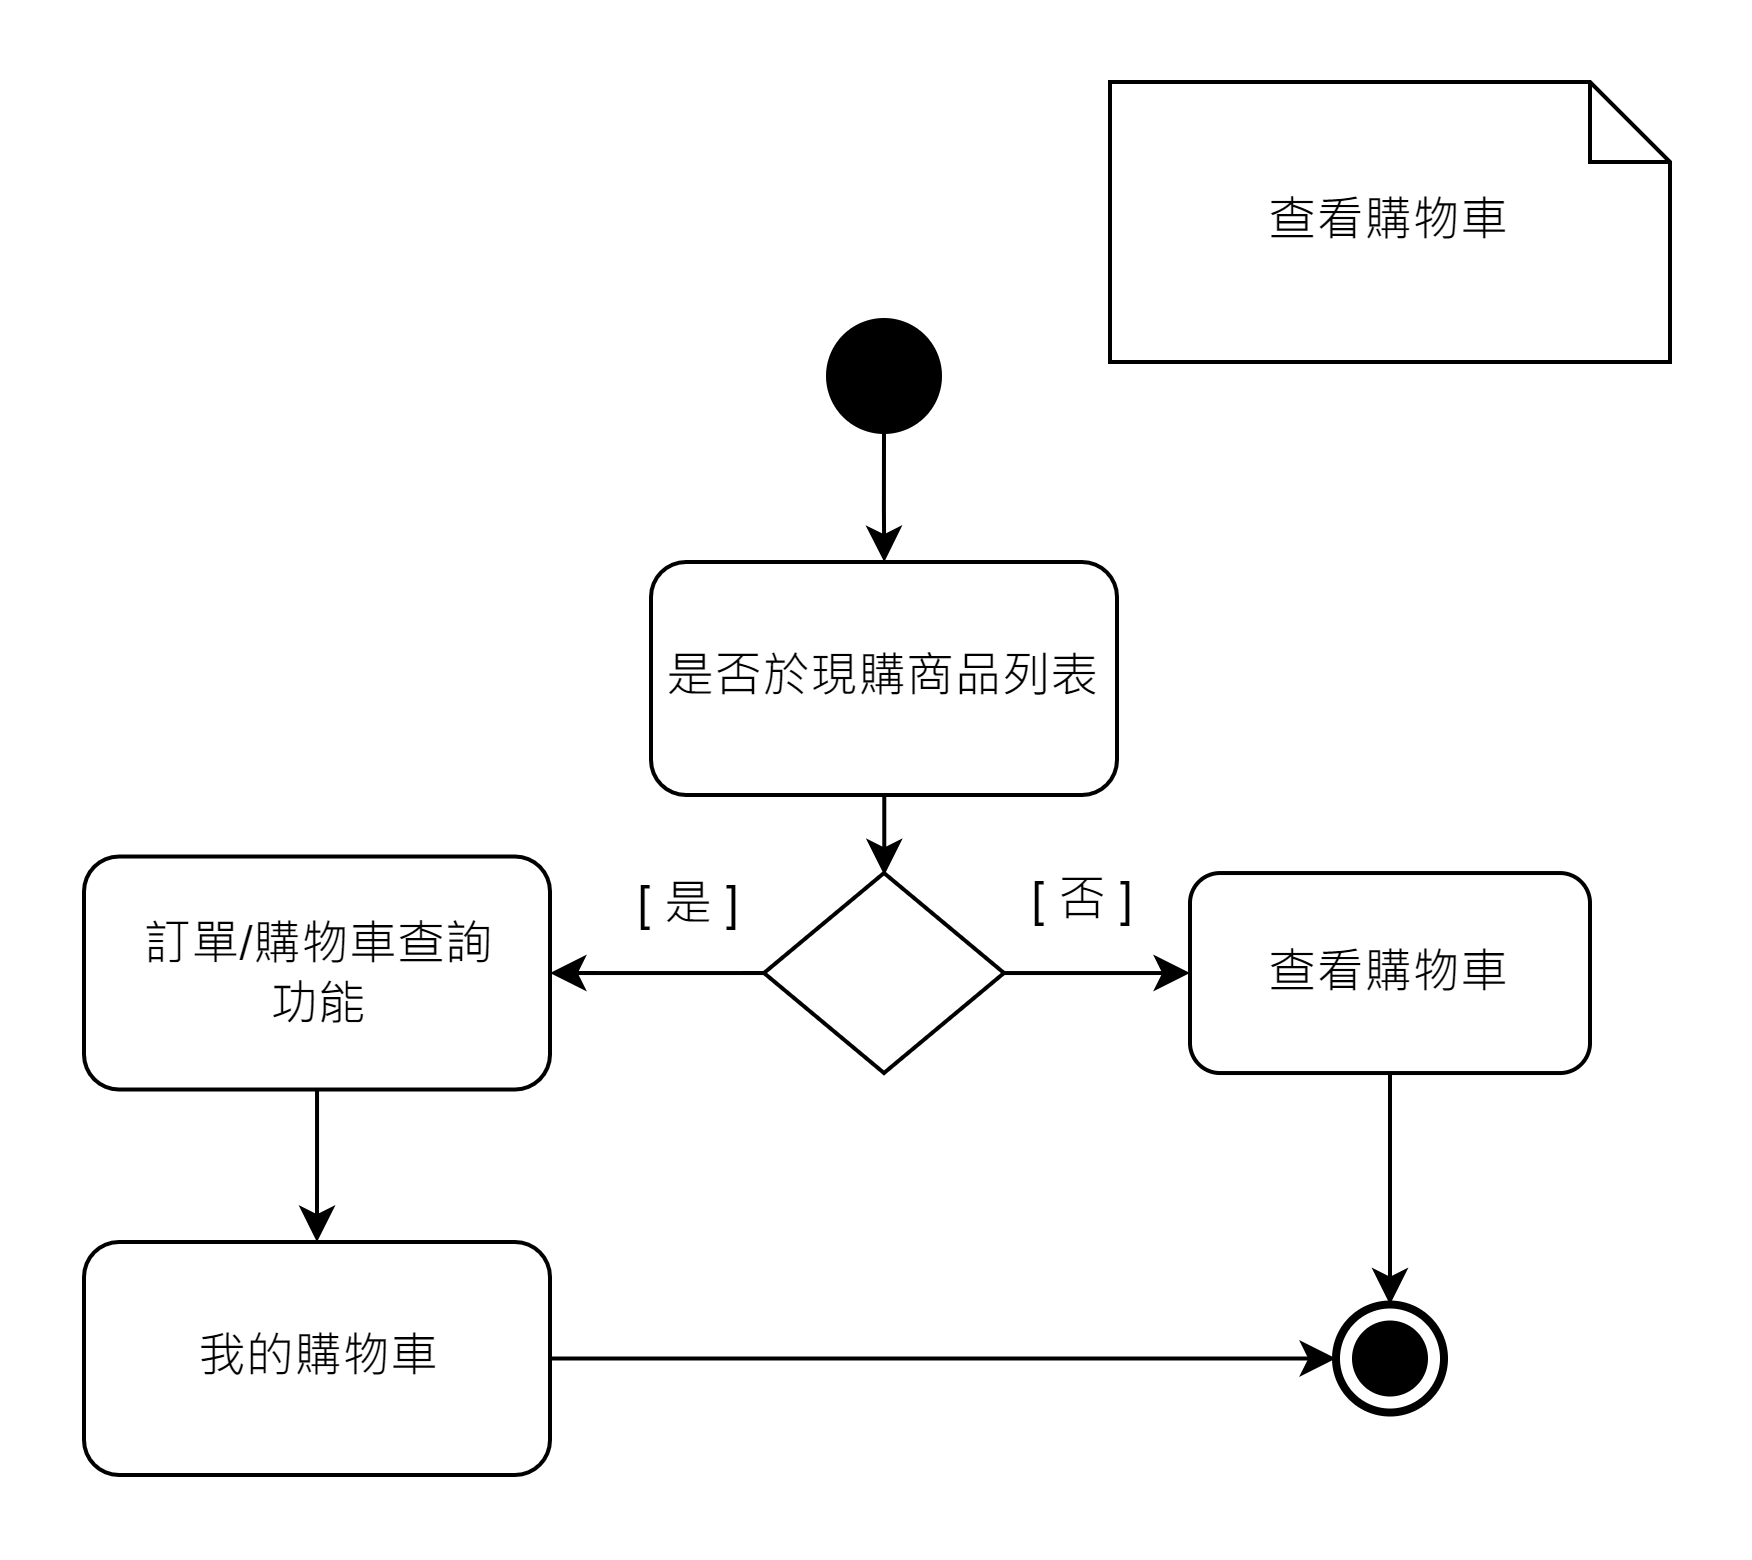 查看購物車
是否於現購商品列表
[ 是 ]
[ 否 ]
訂單/購物車查詢
功能
查看購物車
我的購物車